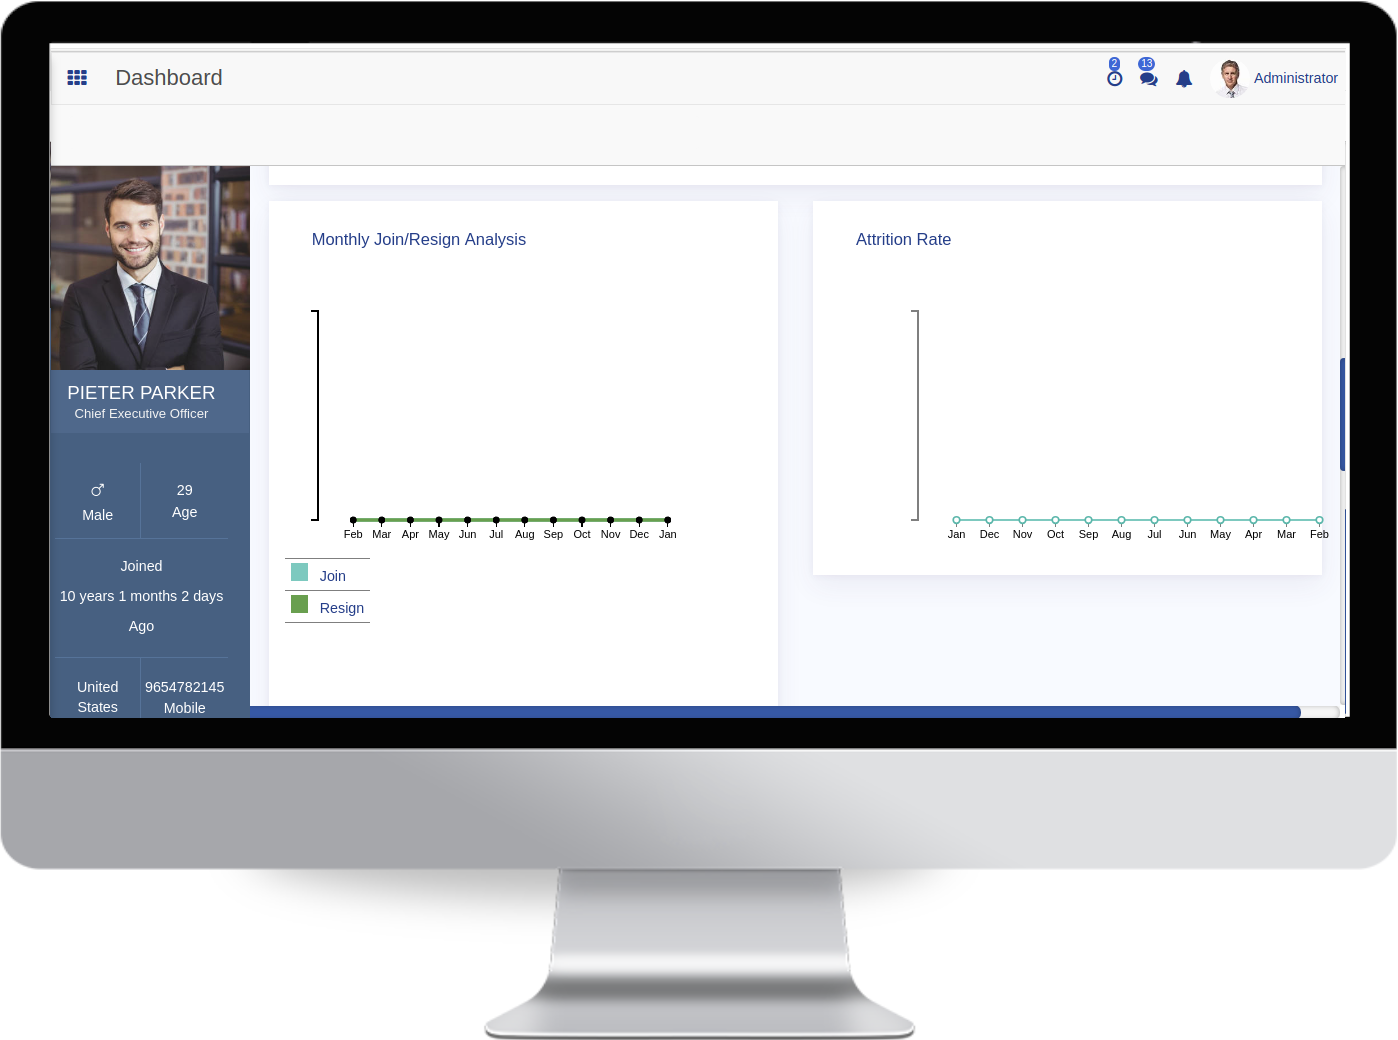 Dashboard
2
13
Administrator
PIETER PARKER
Chief Executive Officer
Male
29
Age
Joined
10 years 1 months 2 days
Ago
United
States
9654782145
Mobile
Monthly Join/Resign Analysis
Feb Mar Apr May Jun Jul Aug Sep Oct Nov Dec Jan
Join
Resign
Attrition Rate
Jan Dec Nov Oct Sep Aug Jul Jun May Apr Mar Feb